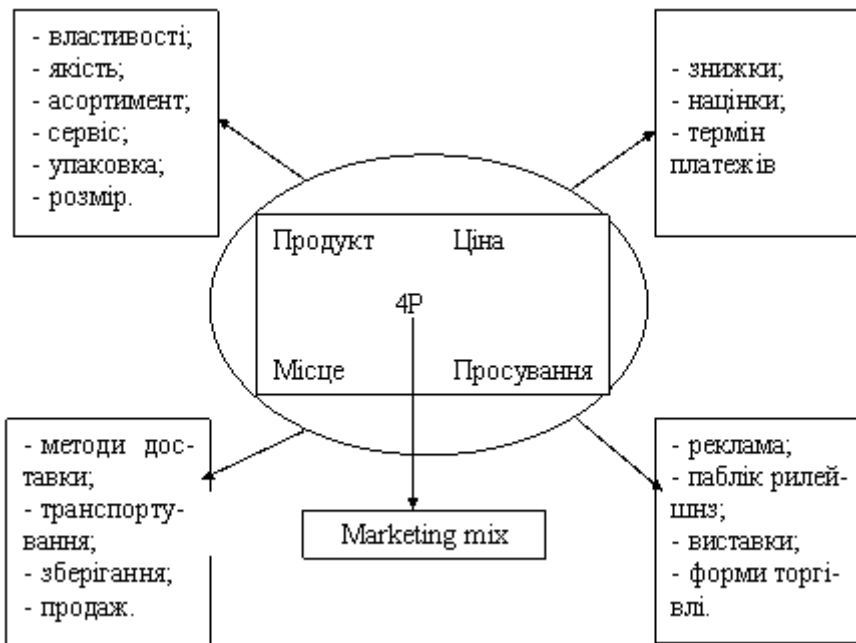 - властивості;
- якість;
- асортимент;
- сервіс;
- упаковка;
- розмір.
- знижки;
- націнки;
- термін
платежів
Продукт
Ціна
4P
Місце
Просування
- методи дос-
тавки;
- транспорту-
вання;
- зберігання;
- продаж.
Marketing mix
- реклама;
- паблік рилей-
шнз;
- виставки;
- форми торгі-
влі.